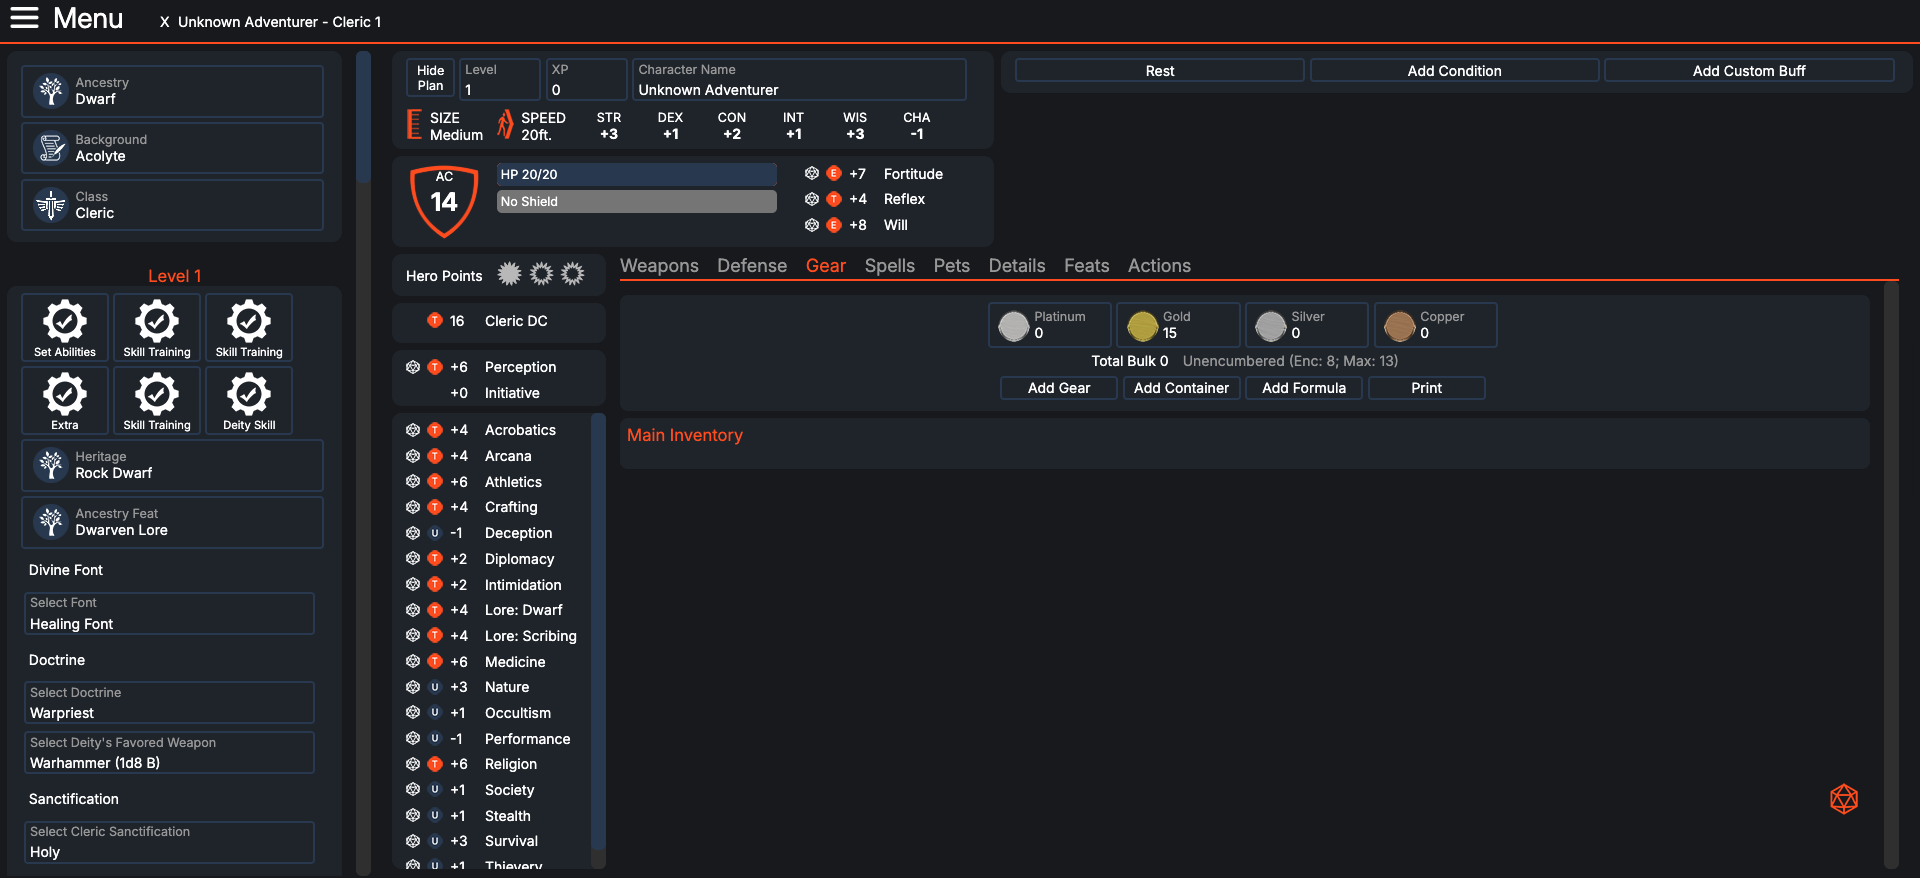 Menu
X Unknown Adventurer - Cleric 1
Ancestry
Dwarf
Background
Acolyte
Class
Cleric
Level 1
Set Abilities
Skill Training
Skill Training
Extra
Skill Training
Deity Skill
Heritage
Rock Dwarf
Ancestry Feat
Dwarven Lore
Divine Font
Select Font
Healing Font
Doctrine
Select Doctrine
Warpriest
Select Deity's Favored Weapon
Warhammer (1d8 B)
Sanctification
Select Cleric Sanctification
Holy
Hide
Plan
Level
1
XP
0
Character Name
Unknown Adventurer
SIZE
Medium
SPEED
20ft.
STR
+3
DEX
+1
CON
+2
INT
+1
WIS
+3
CHA
-1
AC
14
HP 20/20
No Shield
E +7 Fortitude
T +4 Reflex
E +8 Will
Rest
Add Condition
Add Custom Buff
Hero Points
T 16 Cleric DC
T +6 Perception
+0 Initiative
T +4 Acrobatics
T +4 Arcana
T +6 Athletics
T +4 Crafting
U -1 Deception
T +2 Diplomacy
T +2 Intimidation
T +4 Lore: Dwarf
T +4 Lore: Scribing
T +6 Medicine
U +3 Nature
U +1 Occultism
U -1 Performance
T +6 Religion
U +1 Society
U +1 Stealth
U +3 Survival
U +1 Thievery
Weapons Defense Gear Spells Pets Details Feats Actions
Platinum
0
Gold
15
Silver
0
Copper
0
Total Bulk 0 Unencumbered (Enc: 8; Max: 13)
Add Gear
Add Container
Add Formula
Print
Main Inventory